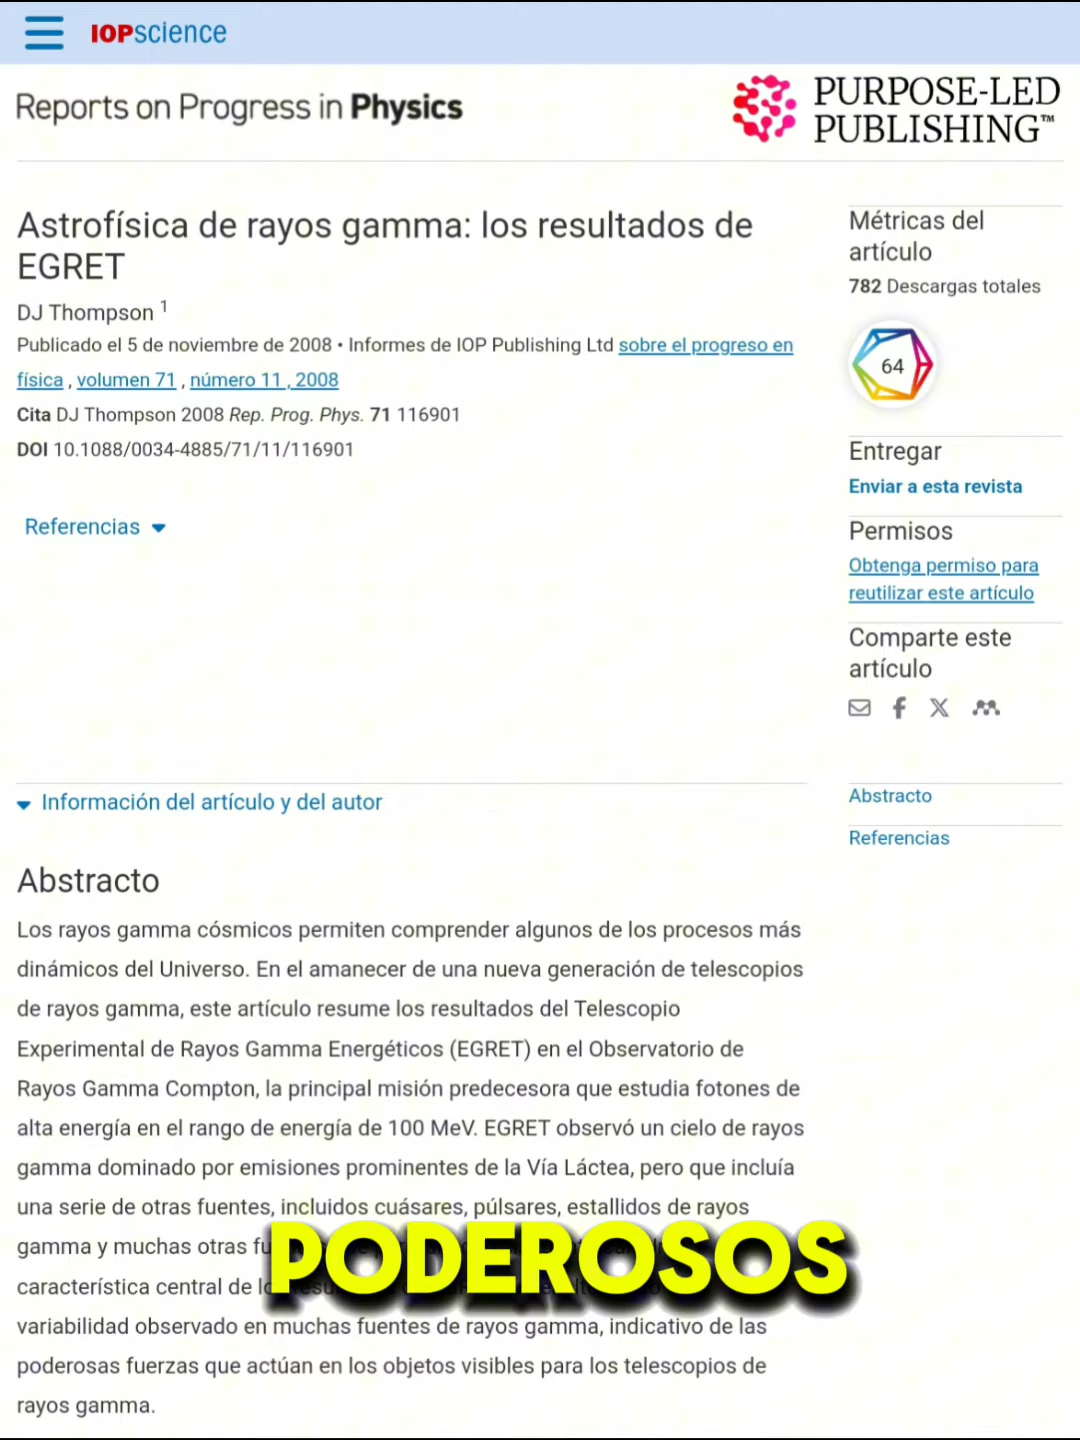 IOPscience
Reports on Progress in Physics
PURPOSE-LED
PUBLISHING™
Astrofísica de rayos gamma: los resultados de
EGRET
DJ Thompson 1
Publicado el 5 de noviembre de 2008 • Informes de IOP Publishing Ltd sobre el progreso en
física , volumen 71 , número 11 , 2008
Cita DJ Thompson 2008 Rep. Prog. Phys. 71 116901
DOI 10.1088/0034-4885/71/11/116901
Referencias
Métricas del
artículo
782 Descargas totales
64
Entregar
Enviar a esta revista
Permisos
Obtenga permiso para
reutilizar este artículo
Comparte este
artículo
Información del artículo y del autor
Abstracto
Referencias
Abstracto
Los rayos gamma cósmicos permiten comprender algunos de los procesos más
dinámicos del Universo. En el amanecer de una nueva generación de telescopios
de rayos gamma, este artículo resume los resultados del Telescopio
Experimental de Rayos Gamma Energéticos (EGRET) en el Observatorio de
Rayos Gamma Compton, la principal misión predecesora que estudia fotones de
alta energía en el rango de energía de 100 MeV. EGRET observó un cielo de rayos
gamma dominado por emisiones prominentes de la Vía Láctea, pero que incluía
una serie de otras fuentes, incluidos cuásares, púlsares, estallidos de rayos
gamma y muchas otras
PODEROSOS
característica central de
variabilidad observado en muchas fuentes de rayos gamma, indicativo de las
poderosas fuerzas que actúan en los objetos visibles para los telescopios de
rayos gamma.